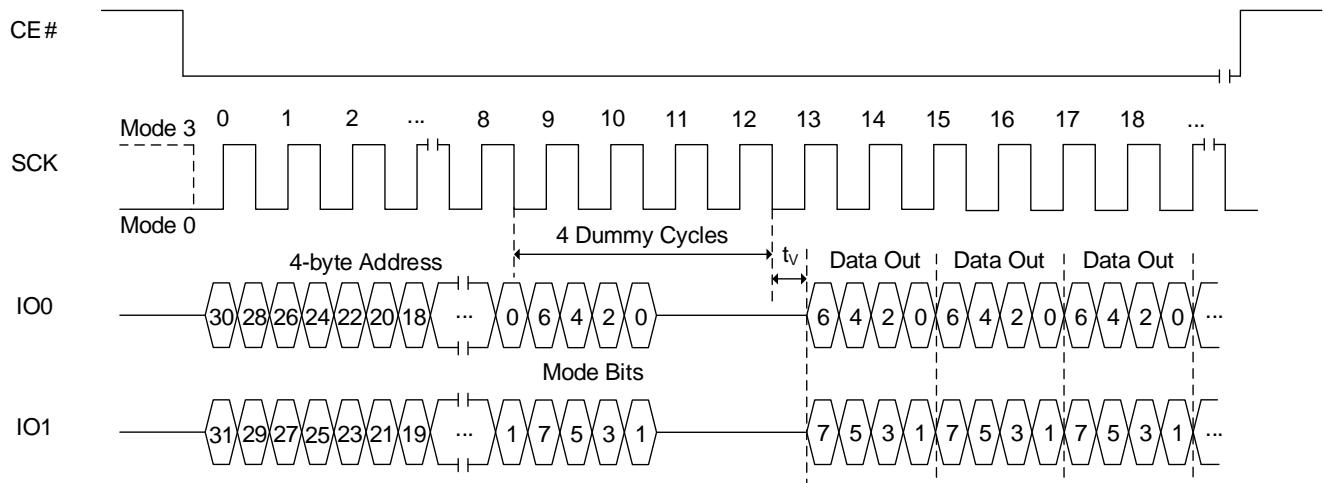 CE#
0 1 2 ... 8 9 10 11 12 13 14 15 16 17 18 ...
Mode 3
SCK
Mode 0
4 Dummy Cycles
4-byte Address
tV
Data Out Data Out Data Out
IO0
30 28 26 24 22 20 18 ... 0 6 4 2 0 6 4 2 0 6 4 2 0 6 4 2 0 ...
Mode Bits
IO1
31 29 27 25 23 21 19 ... 1 7 5 3 1 7 5 3 1 7 5 3 1 7 5 3 1 ...